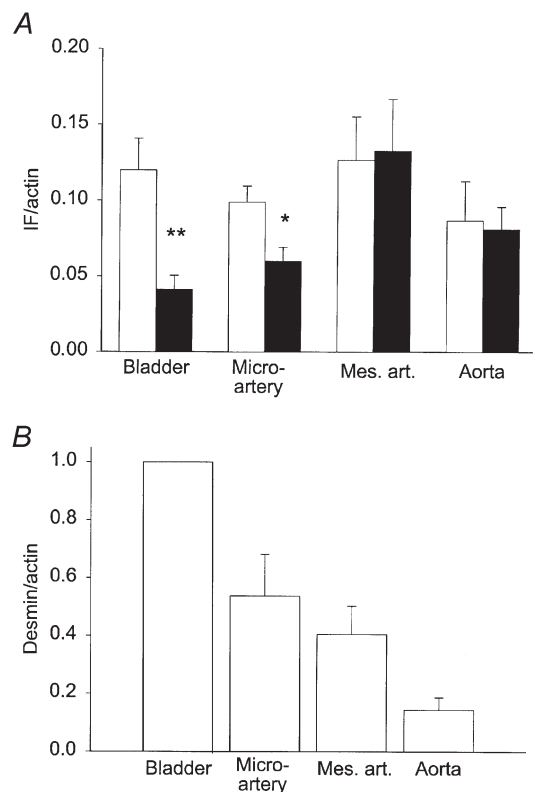 A
0.20
0.15
0.10
0.05
0.00
IF/actin
**
*
Bladder
Micro-
artery
Mes. art.
Aorta
B
1.0
0.8
0.6
0.4
0.2
0.0
Desmin/actin
Bladder
Micro-
artery
Mes. art.
Aorta